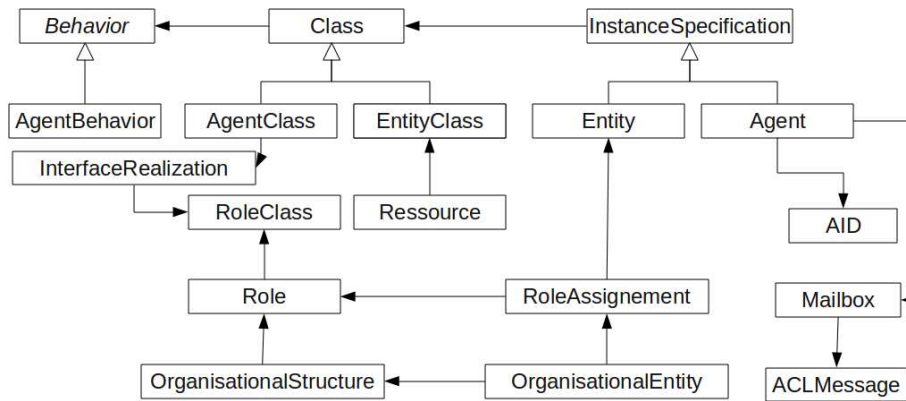 Behavior
Class
InstanceSpecification
AgentBehavior
AgentClass
EntityClass
Entity
Agent
InterfaceRealization
RoleClass
Ressource
AID
Role
RoleAssignement
Mailbox
OrganisationalStructure
OrganisationalEntity
ACLMessage